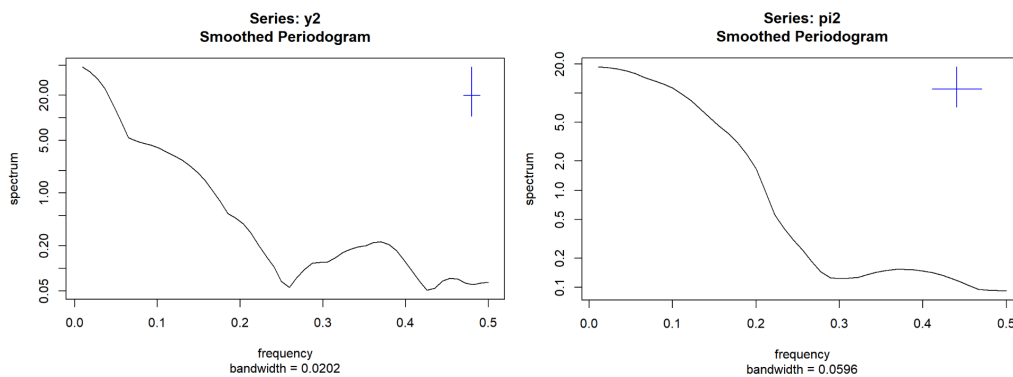 Series: y2
Smoothed Periodogram
spectrum
20.00
5.00
1.00
0.20
0.05
0.0
0.1
0.2
0.3
0.4
0.5
frequency
bandwidth = 0.0202
Series: pi2
Smoothed Periodogram
spectrum
20.0
5.0
2.0
1.0
0.5
0.2
0.1
0.0
0.1
0.2
0.3
0.4
0.5
frequency
bandwidth = 0.0596